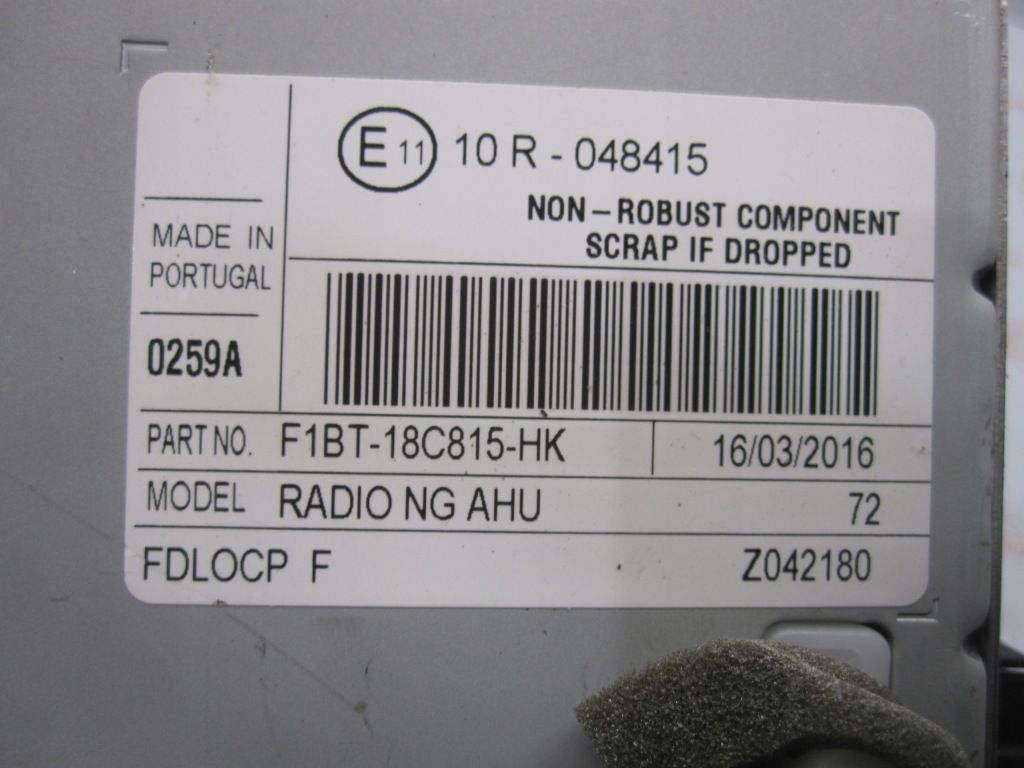 E 11 10 R - 048415
NON-ROBUST COMPONENT
SCRAP IF DROPPED
MADE IN
PORTUGAL
0259A
PART NO. F1BT-18C815-HK 16/03/2016
MODEL RADIO NG AHU 72
FDLOCP F Z042180